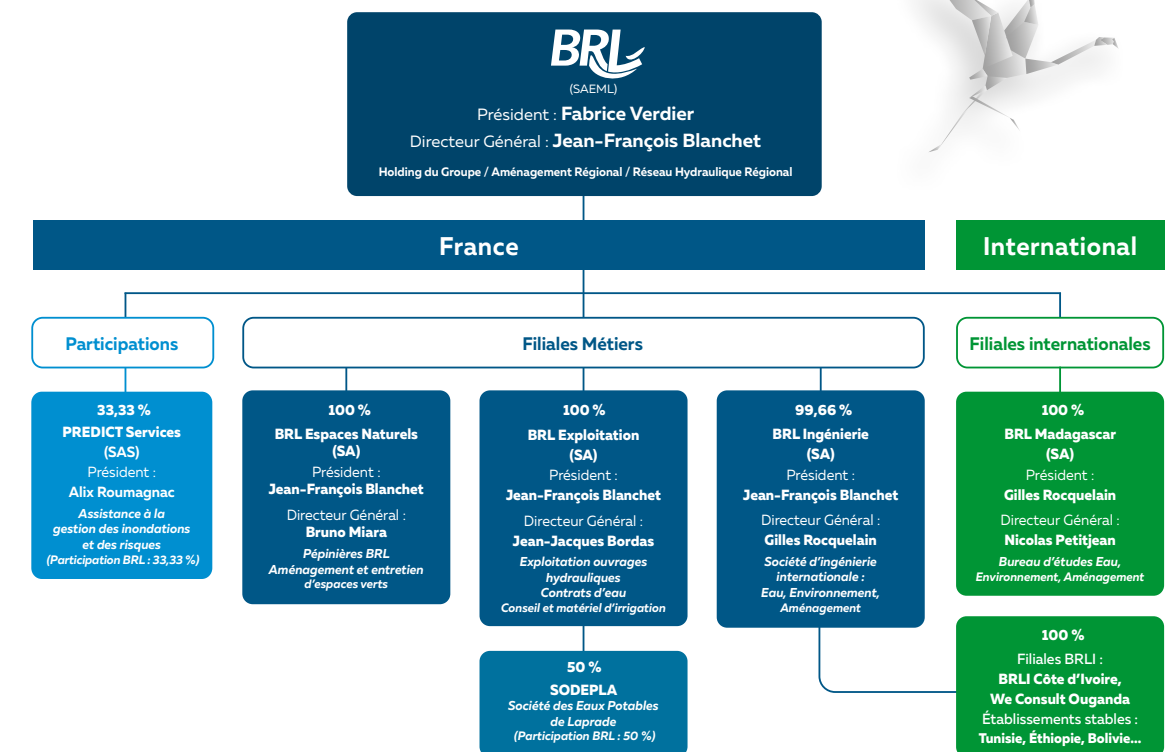 BRL
(SAEML)
Président : Fabrice Verdier
Directeur Général : Jean-François Blanchet
Holding du Groupe / Aménagement Régional / Réseau Hydraulique Régional
France
International
Participations
Filiales Métiers
Filiales internationales
33,33 %
PREDICT Services
(SAS)
Président :
Alix Roumagnac
Assistance à la
gestion des inondations
et des risques
(Participation BRL : 33,33 %)
100 %
BRL Espaces Naturels
(SA)
Président :
Jean-François Blanchet
Directeur Général :
Bruno Miara
Pépinières BRL
Aménagement et entretien
d'espaces verts
100 %
BRL Exploitation
(SA)
Président :
Jean-François Blanchet
Directeur Général :
Jean-Jacques Bordas
Exploitation ouvrages
hydrauliques
Contrats d'eau
Conseil et matériel d'irrigation
50 %
SODEPLA
Société des Eaux Potables
de Laprade
(Participation BRL : 50 %)
99,66 %
BRL Ingénierie
(SA)
Président :
Jean-François Blanchet
Directeur Général :
Gilles Rocquelain
Société d'ingénierie
internationale :
Eau, Environnement,
Aménagement
100 %
BRL Madagascar
(SA)
Président :
Gilles Rocquelain
Directeur Général :
Nicolas Petitjean
Bureau d'études Eau,
Environnement, Aménagement
100 %
Filiales BRLI :
BRLI Côte d'Ivoire,
We Consult Ouganda
Établissements stables :
Tunisie, Éthiopie, Bolivie...